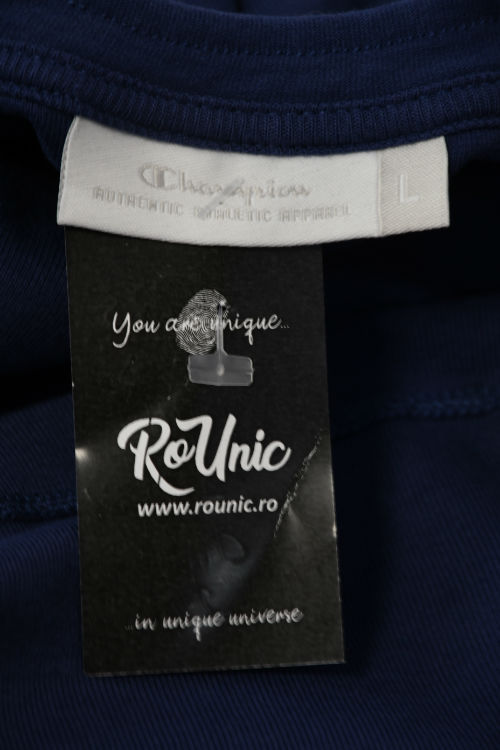 Champion
AUTHENTIC ATHLETIC APPAREL
L
You are unique...
RoUnic
www.rounic.ro
...in unique universe